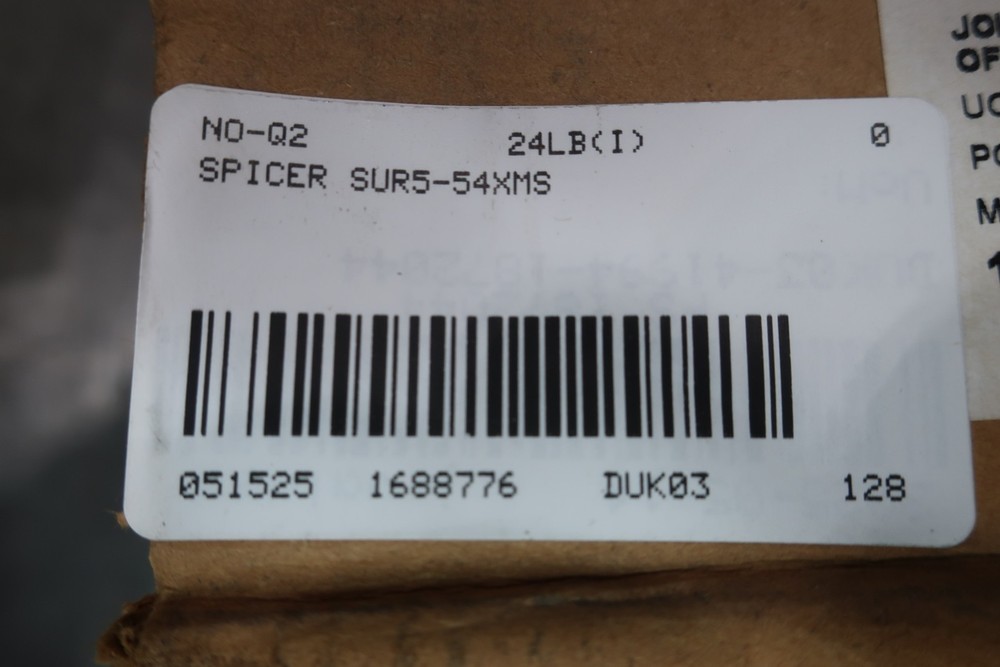 NO-Q2 24LB(I) 0
SPICER SUR5-54XMS
051525 1688776 DUK03 128